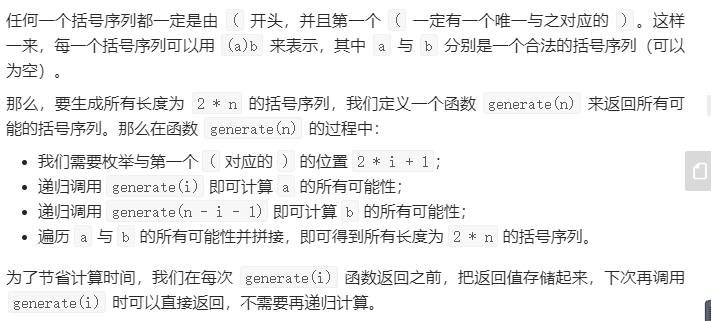 任何一个括号序列都一定是由 ( 开头，并且第一个 ( 一定有一个唯一与之对应的 )。这样
一来，每一个括号序列可以用 (a)b 来表示，其中 a 与 b 分别是一个合法的括号序列（可以
为空）。
那么，要生成所有长度为 2 * n 的括号序列，我们定义一个函数 generate(n) 来返回所有可
能的括号序列。那么在函数 generate(n) 的过程中：
• 我们需要枚举与第一个 ( 对应的 ) 的位置 2 * i + 1；
• 递归调用 generate(i) 即可计算 a 的所有可能性；
• 递归调用 generate(n - i - 1) 即可计算 b 的所有可能性；
• 遍历 a 与 b 的所有可能性并拼接，即可得到所有长度为 2 * n 的括号序列。
为了节省计算时间，我们在每次 generate(i) 函数返回之前，把返回值存储起来，下次再调用
generate(i) 时可以直接返回，不需要再递归计算。